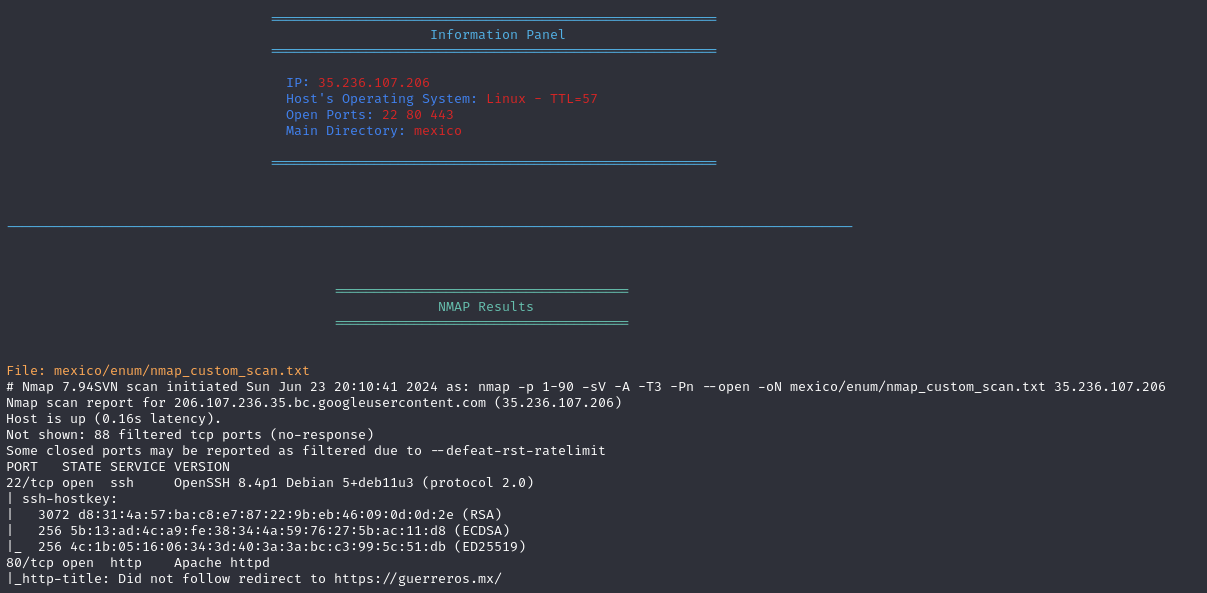 Information Panel
IP: 35.236.107.206
Host's Operating System: Linux - TTL=57
Open Ports: 22 80 443
Main Directory: mexico
NMAP Results
File: mexico/enum/nmap_custom_scan.txt
# Nmap 7.94SVN scan initiated Sun Jun 23 20:10:41 2024 as: nmap -p 1-90 -sV -A -T3 -Pn --open -oN mexico/enum/nmap_custom_scan.txt 35.236.107.206
Nmap scan report for 206.107.236.35.bc.googleusercontent.com (35.236.107.206)
Host is up (0.16s latency).
Not shown: 88 filtered tcp ports (no-response)
Some closed ports may be reported as filtered due to --defeat-rst-ratelimit
PORT   STATE SERVICE VERSION
22/tcp open  ssh     OpenSSH 8.4p1 Debian 5+deb11u3 (protocol 2.0)
| ssh-hostkey:
|   3072 d8:31:4a:57:ba:c8:e7:87:22:9b:eb:46:09:0d:0d:2e (RSA)
|   256 5b:13:ad:4c:a9:fe:38:34:4a:59:76:27:5b:ac:11:d8 (ECDSA)
|_  256 4c:1b:05:16:06:34:3d:40:3a:3a:bc:c3:99:5c:51:db (ED25519)
80/tcp open  http    Apache httpd
|_http-title: Did not follow redirect to https://guerreros.mx/